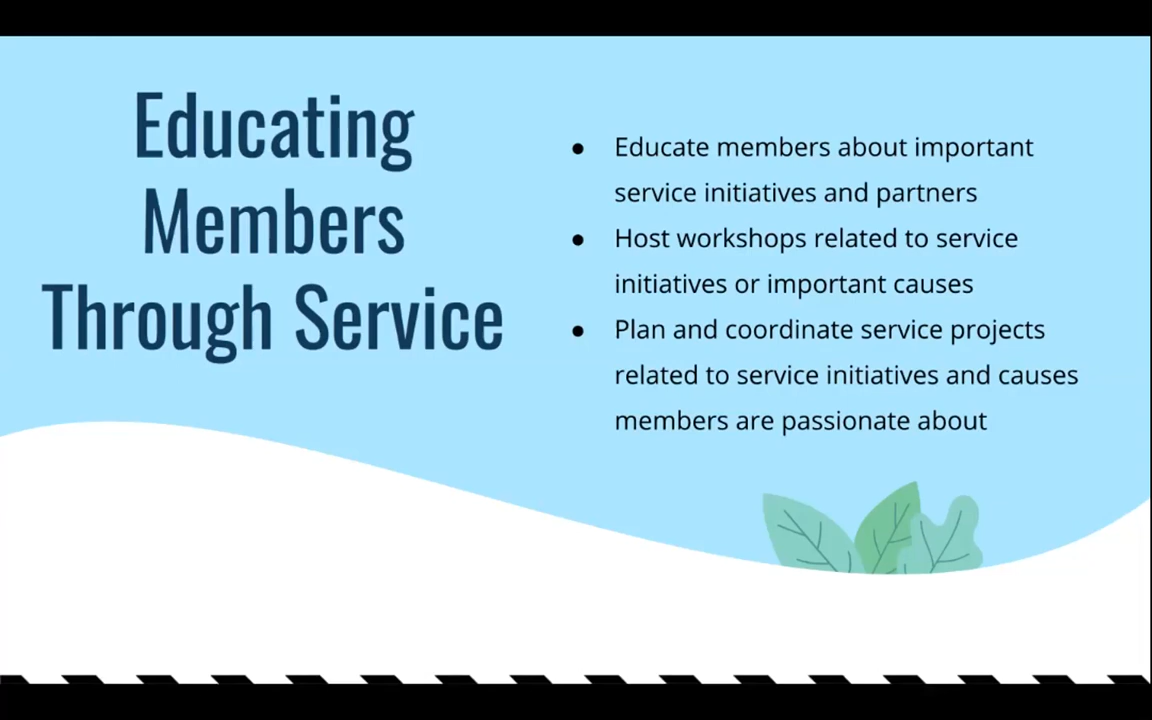 Educating
Members
Through Service
● Educate members about important
service initiatives and partners
● Host workshops related to service
initiatives or important causes
● Plan and coordinate service projects
related to service initiatives and causes
members are passionate about